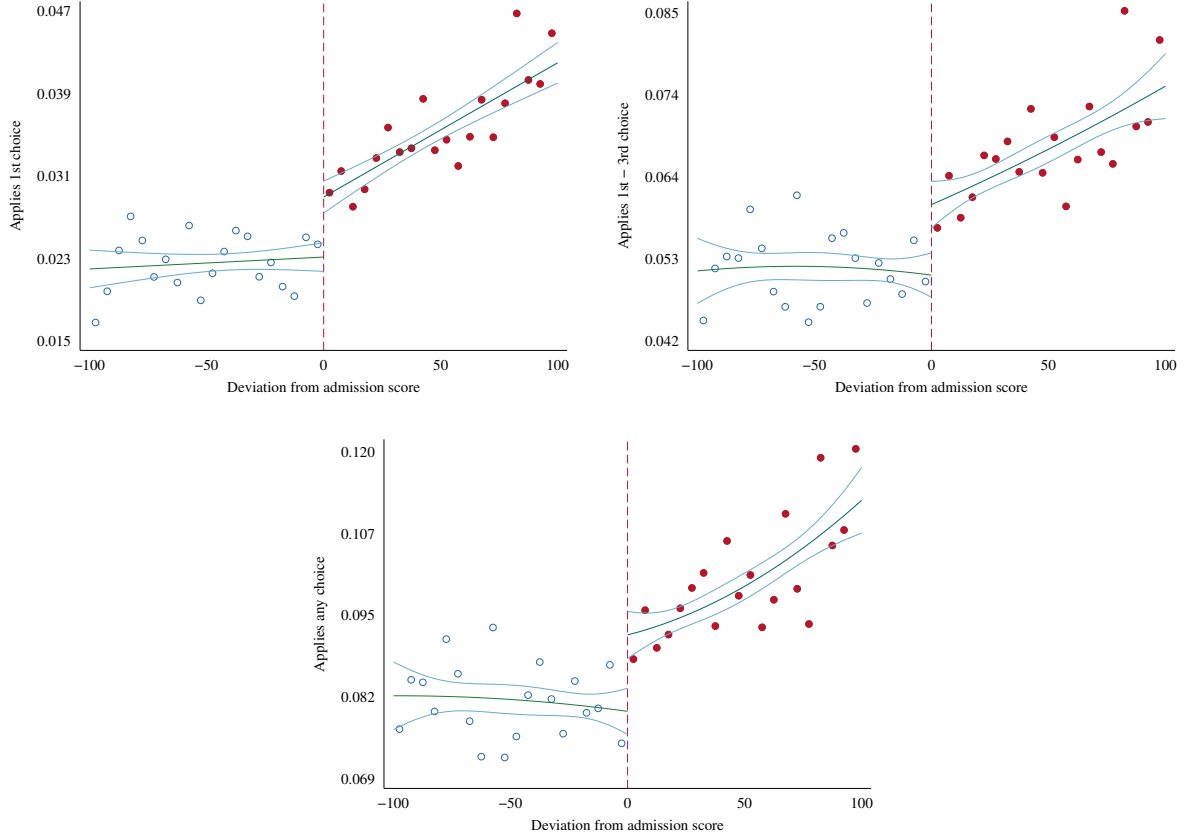 0.047
0.039
0.031
0.023
0.015
Applies 1st choice
−100 −50 0 50 100
Deviation from admission score
0.085
0.074
0.064
0.053
0.042
Applies 1st − 3rd choice
−100 −50 0 50 100
Deviation from admission score
0.120
0.107
0.095
0.082
0.069
Applies any choice
−100 −50 0 50 100
Deviation from admission score